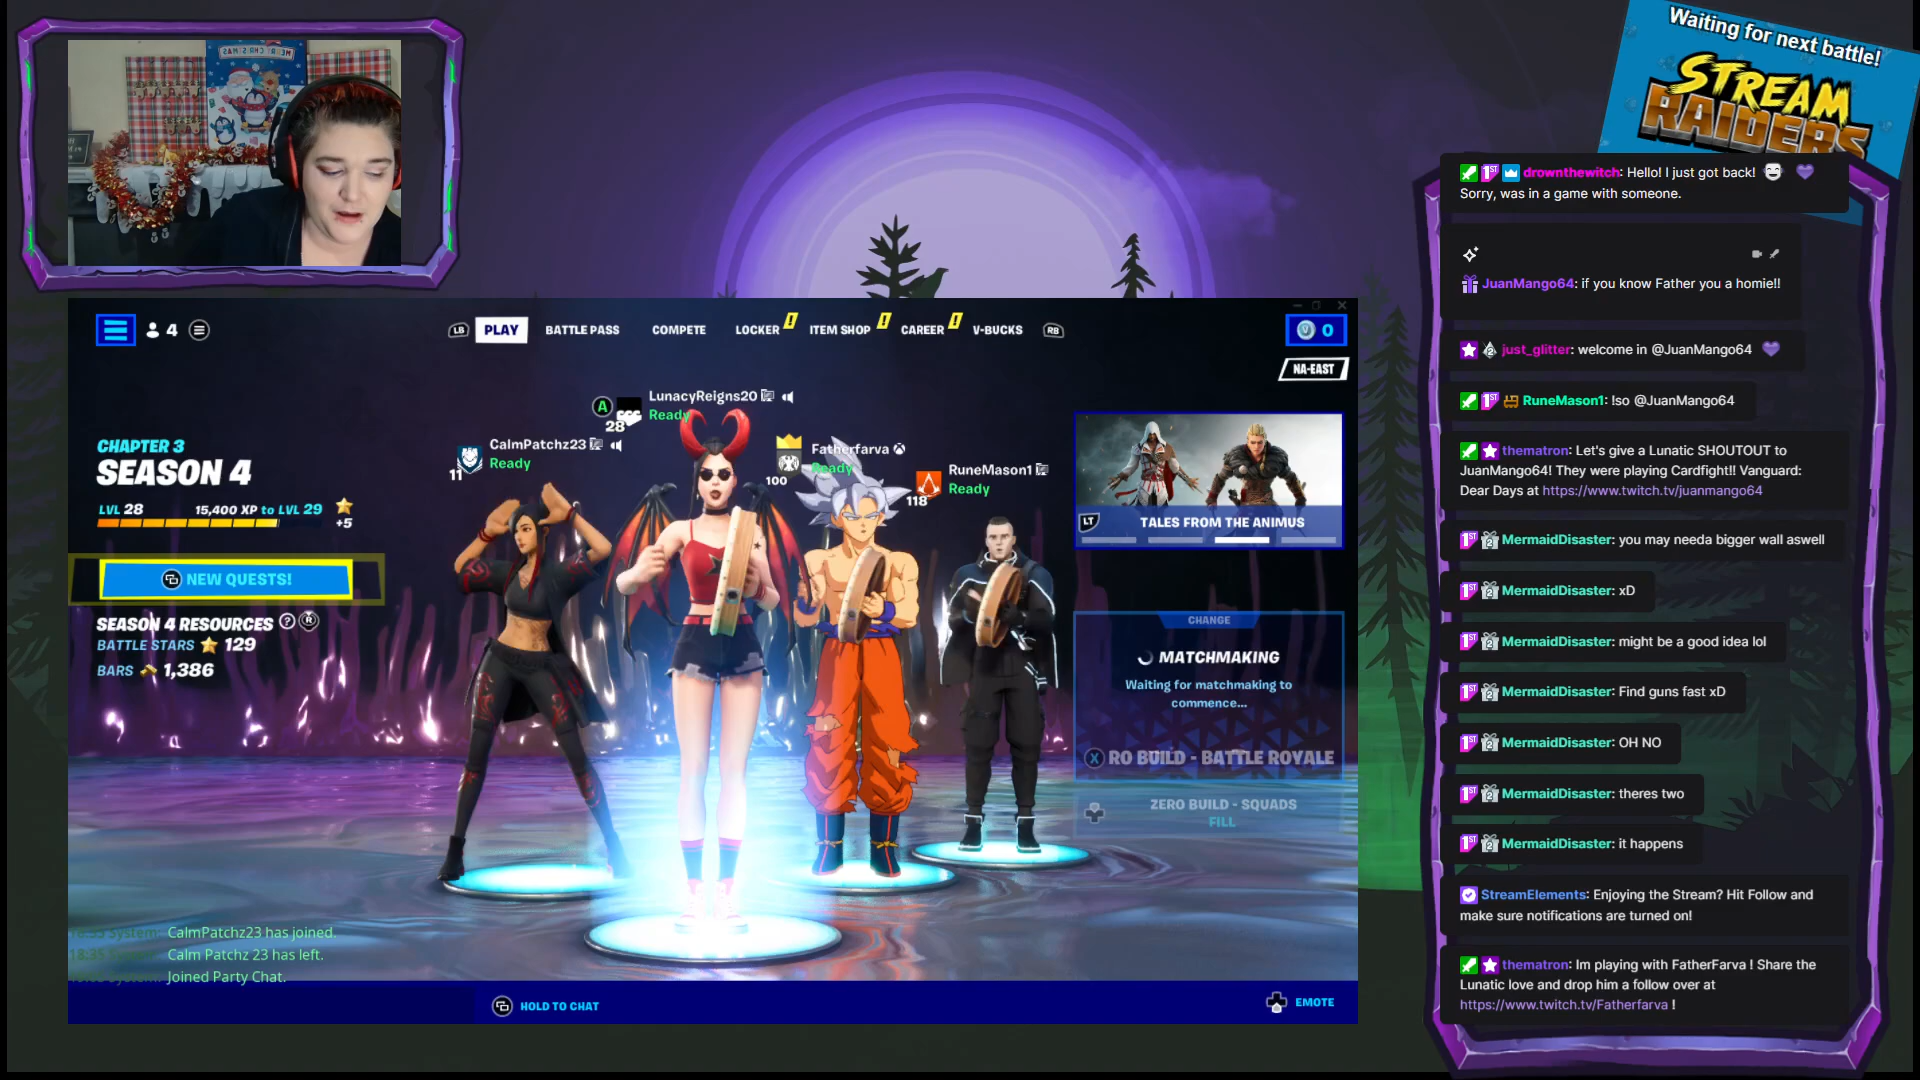 Waiting for next battle!
STREAM
RAIDERS
drownthewitch: Hello! I just got back!
Sorry, was in a game with someone.
JuanMango64: if you know Father you a homie!!
just_glitter: welcome in @JuanMango64
RuneMason1: !so @JuanMango64
thematron: Let's give a Lunatic SHOUTOUT to
JuanMango64! They were playing Cardfight!! Vanguard:
Dear Days at https://www.twitch.tv/juanmango64
MermaidDisaster: you may needa bigger wall aswell
MermaidDisaster: xD
MermaidDisaster: might be a good idea lol
MermaidDisaster: Find guns fast xD
MermaidDisaster: OH NO
MermaidDisaster: theres two
MermaidDisaster: it happens
StreamElements: Enjoying the Stream? Hit Follow and
make sure notifications are turned on!
thematron: Im playing with FatherFarva ! Share the
Lunatic love and drop him a follow over at
https://www.twitch.tv/Fatherfarva !
4
LB PLAY BATTLE PASS COMPETE LOCKER ITEM SHOP CAREER V-BUCKS RB
0
NA-EAST
CHAPTER 3
SEASON 4
LVL 28 15,400 XP to LVL 29
+5
NEW QUESTS!
SEASON 4 RESOURCES ? R
BATTLE STARS 129
BARS 1,386
A LunacyReigns20
Ready
28
CalmPatchz23
Ready
11
Fatherfarva
Ready
100
RuneMason1
Ready
118
LT TALES FROM THE ANIMUS
CHANGE
MATCHMAKING
Waiting for matchmaking to
commence...
X RO BUILD - BATTLE ROYALE
ZERO BUILD - SQUADS
FILL
System: CalmPatchz23 has joined.
18:35 System: Calm Patchz 23 has left.
System: Joined Party Chat.
HOLD TO CHAT
EMOTE